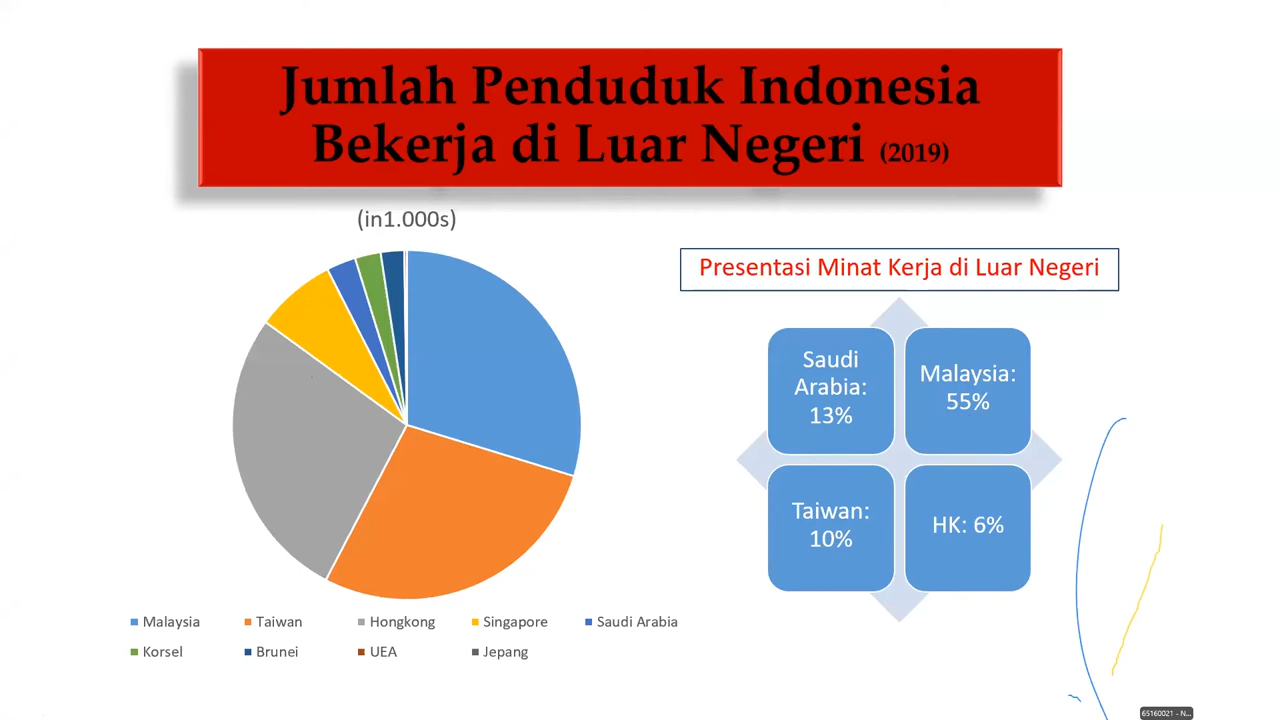 Jumlah Penduduk Indonesia
Bekerja di Luar Negeri (2019)
(in1.000s)
Presentasi Minat Kerja di Luar Negeri
Saudi
Arabia:
13%
Malaysia:
55%
Taiwan:
10%
HK: 6%
Malaysia
Taiwan
Hongkong
Singapore
Saudi Arabia
Korsel
Brunei
UEA
Jepang
65160021 - N...